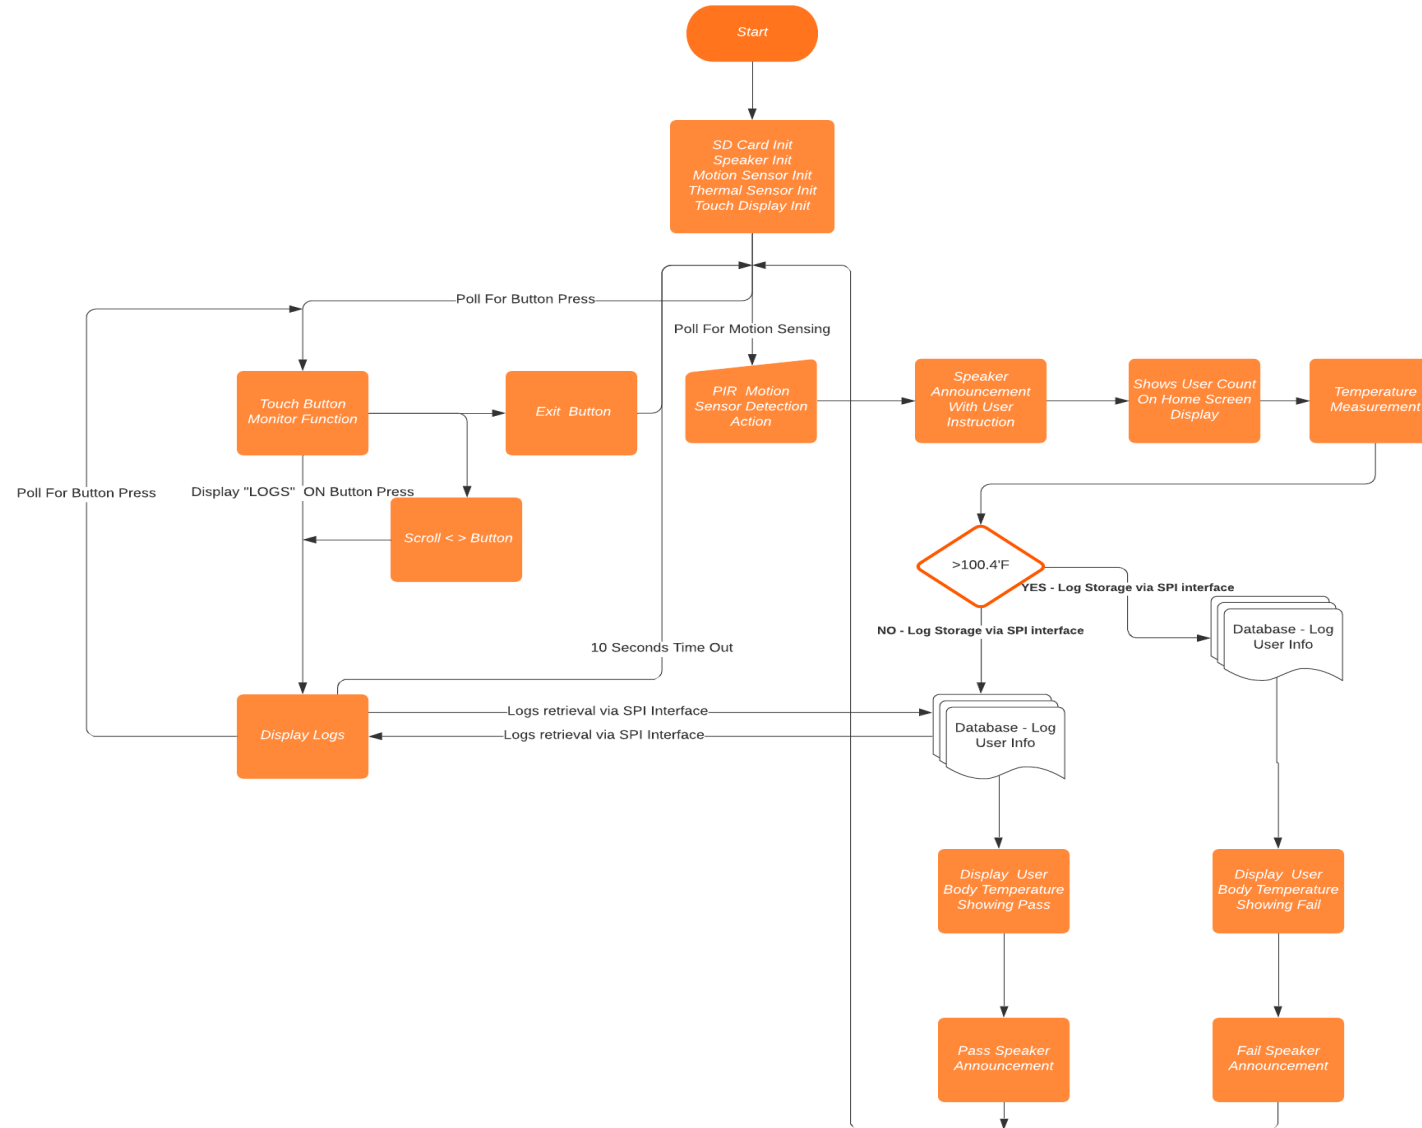 Start
SD Card Init
Speaker Init
Motion Sensor Init
Thermal Sensor Init
Touch Display Init
Poll For Button Press
Poll For Motion Sensing
Touch Button
Monitor Function
Exit  Button
PIR  Motion
Sensor Detection
Action
Speaker
Announcement
With User
Instruction
Shows User Count
On Home Screen
Display
Temperature
Measurement
Poll For Button Press
Display "LOGS"  ON Button Press
Scroll < > Button
>100.4'F
YES - Log Storage via SPI interface
NO - Log Storage via SPI interface
Database - Log
User Info
10 Seconds Time Out
Logs retrieval via SPI Interface
Logs retrieval via SPI Interface
Display Logs
Database - Log
User Info
Display  User
Body Temperature
Showing Pass
Display  User
Body Temperature
Showing Fail
Pass Speaker
Announcement
Fail Speaker
Announcement